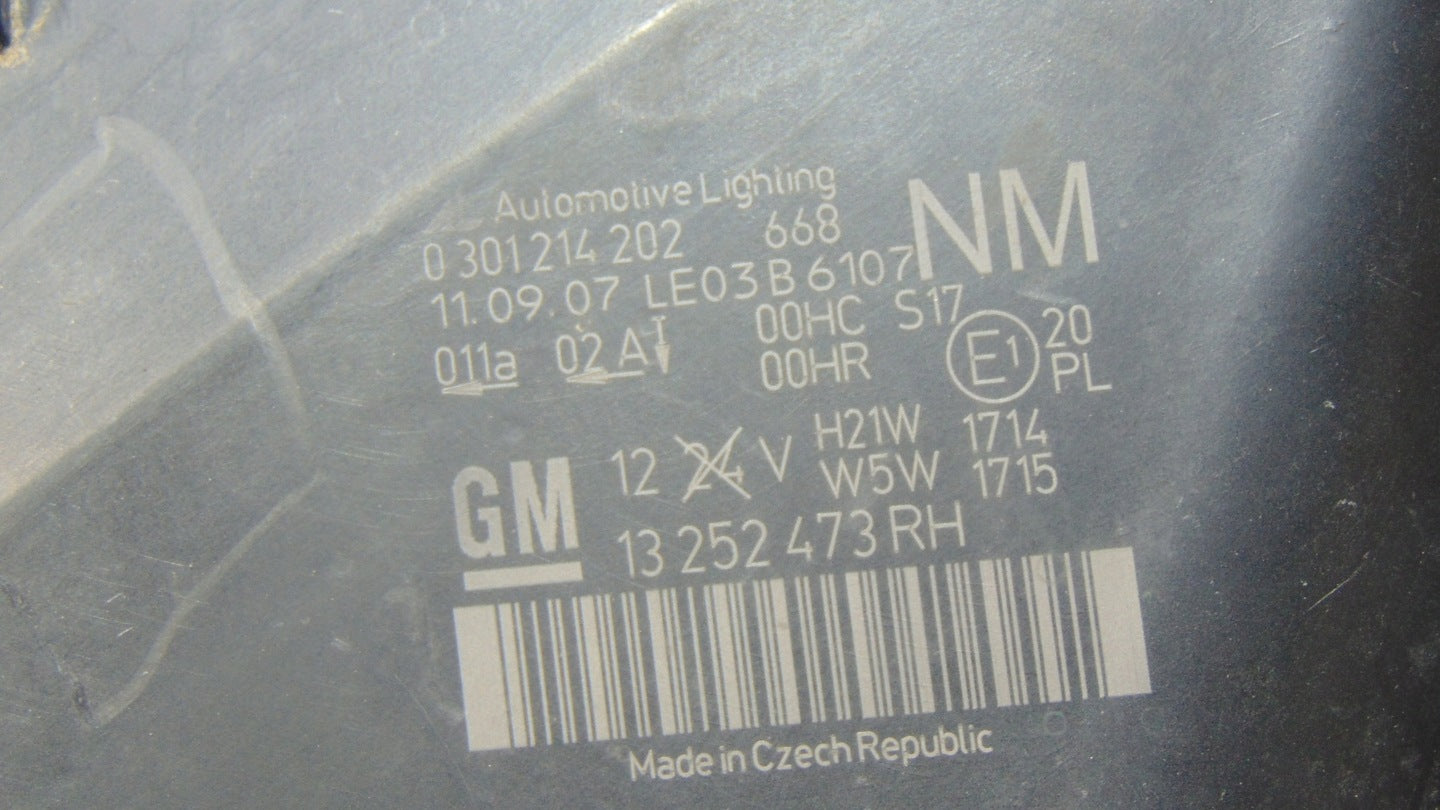 Automotive Lighting
0 301 214 202 668 NM
11.09.07 LE03 B 6107
011a 02 A 00HC S17
00HR E1 20
PL
GM 12 24 V H21W 1714
W5W 1715
13 252 473 RH
Made in Czech Republic